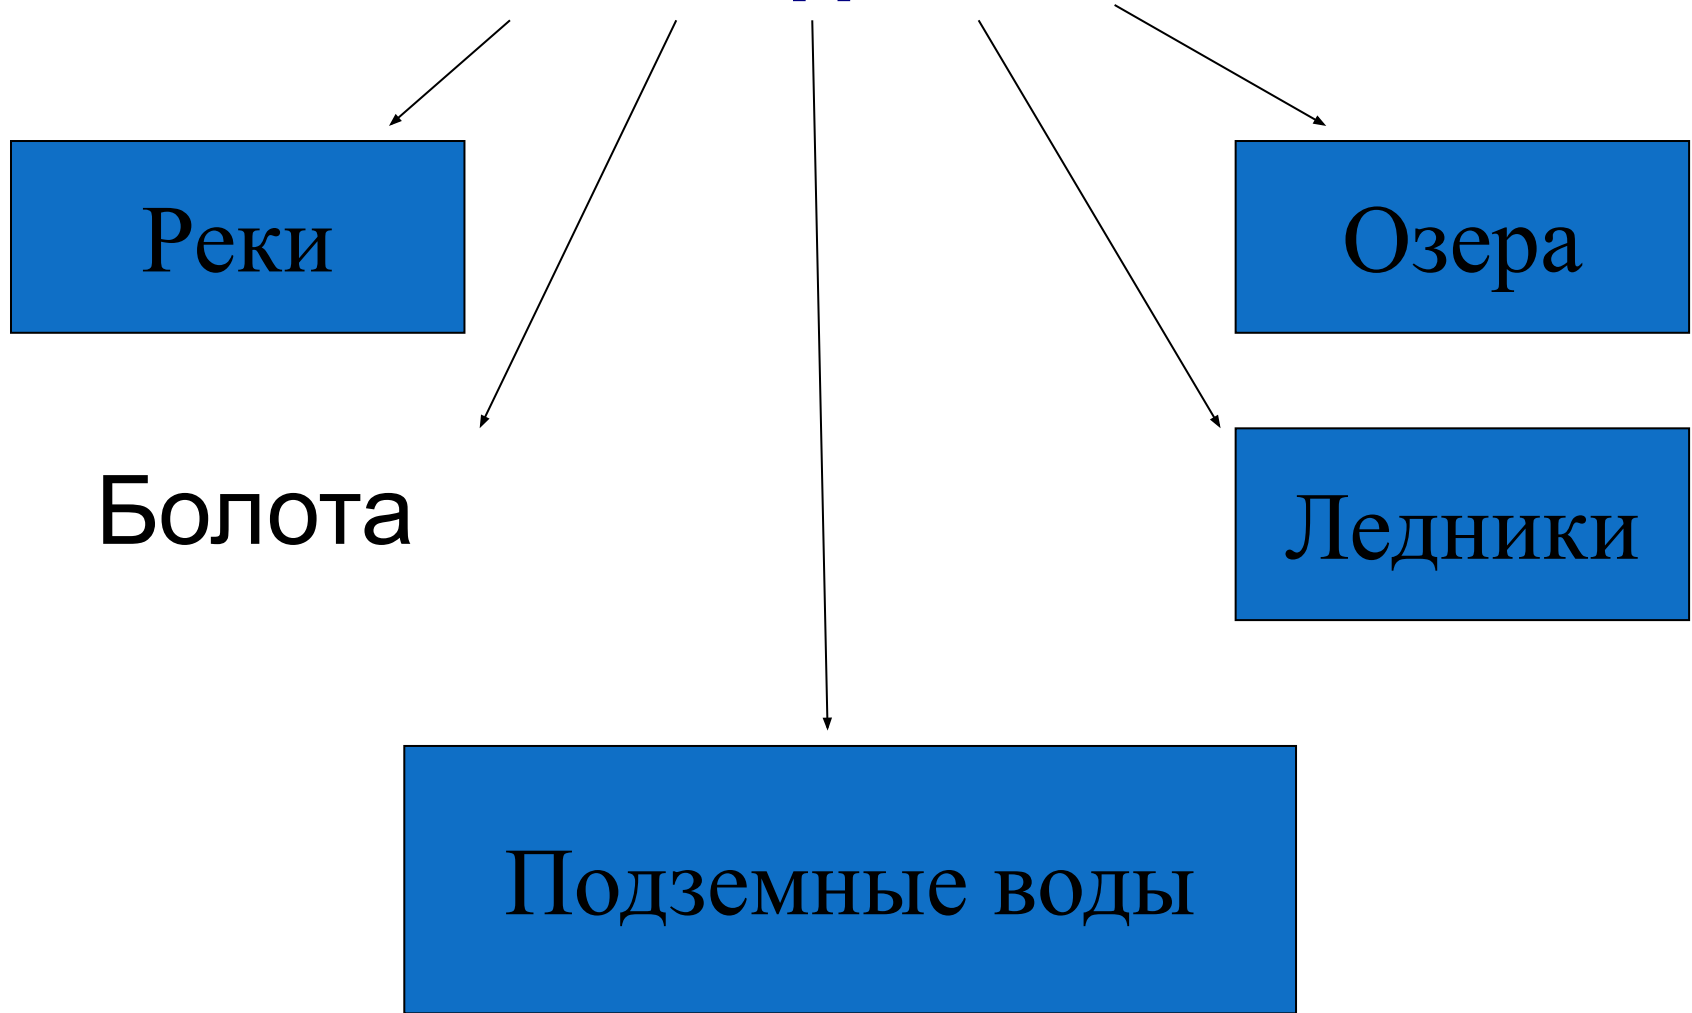 Реки
Озера
Болота
Ледники
Подземные воды